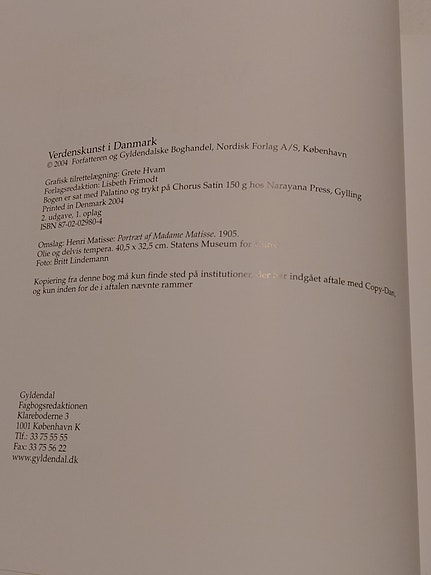 Verdenskunst i Danmark
© 2004 Forfatteren og Gyldendalske Boghandel, Nordisk Forlag A/S, København
Grafisk tilrettelægning: Grete Hvam
Forlagsredaktion: Lisbeth Frimodt
Bogen er sat med Palatino og trykt på Chorus Satin 150 g hos Narayana Press, Gylling
Printed in Denmark 2004
2. udgave, 1. oplag
ISBN 87-02-02980-4
Omslag: Henri Matisse: Portræt af Madame Matisse. 1905.
Olie og delvis tempera. 40,5 x 32,5 cm. Statens Museum for
Foto: Britt Lindemann
Kopiering fra denne bog må kun finde sted på institutioner, der har indgået aftale med Copy-Dan,
og kun inden for de i aftalen nævnte rammer
Gyldendal
Fagbogsredaktionen
Klareboderne 3
1001 København K
Tlf.: 33 75 55 55
Fax: 33 75 56 22
www.gyldendal.dk